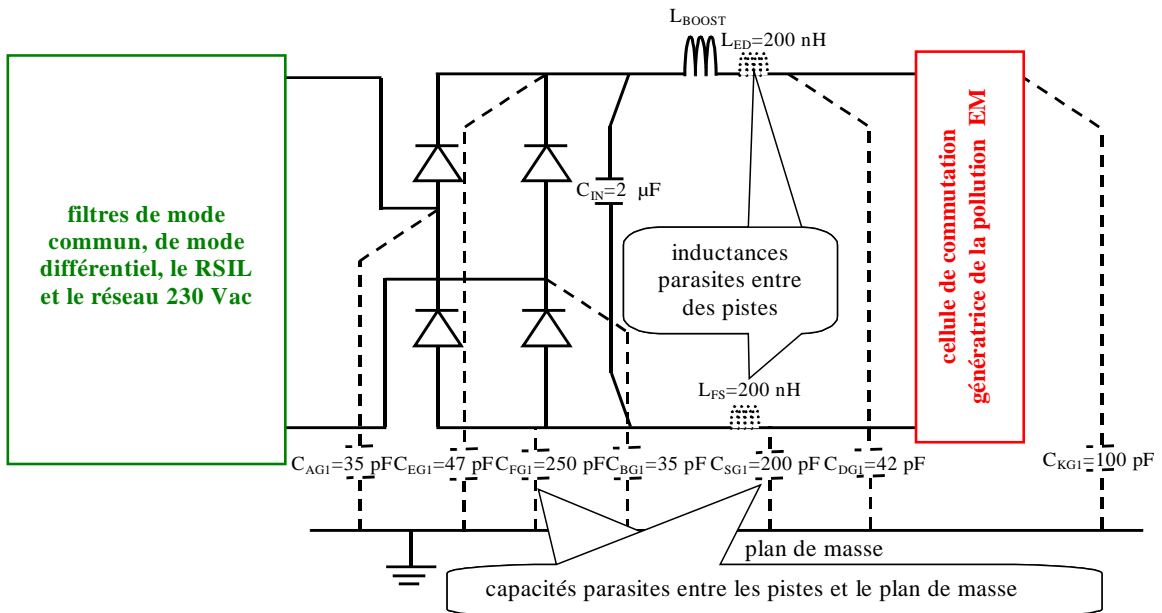 L_BOOST
L_ED=200 nH
filtres de mode
commun, de mode
différentiel, le RSIL
et le réseau 230 Vac
C_IN=2 µF
inductances
parasites entre
des pistes
cellule de commutation
génératrice de la pollution EM
L_FS=200 nH
C_AG1=35 pF
C_EG1=47 pF
C_FG1=250 pF
C_BG1=35 pF
C_SG1=200 pF
C_DG1=42 pF
C_KG1=100 pF
plan de masse
capacités parasites entre les pistes et le plan de masse